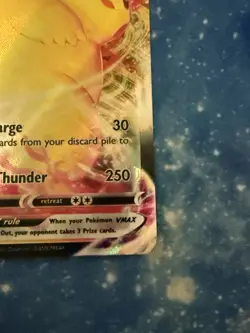 arge 30
ards from your discard pile to
Thunder 250
retreat
rule When your Pokémon VMAX
Out, your opponent takes 3 Prize cards.